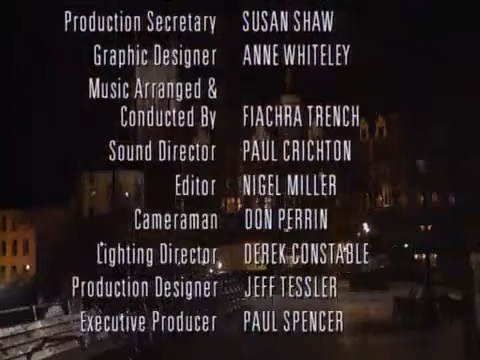 Production Secretary SUSAN SHAW
Graphic Designer ANNE WHITELEY
Music Arranged &
Conducted By FIACHRA TRENCH
Sound Director PAUL CRICHTON
Editor NIGEL MILLER
Cameraman DON PERRIN
Lighting Director DEREK CONSTABLE
Production Designer JEFF TESSLER
Executive Producer PAUL SPENCER